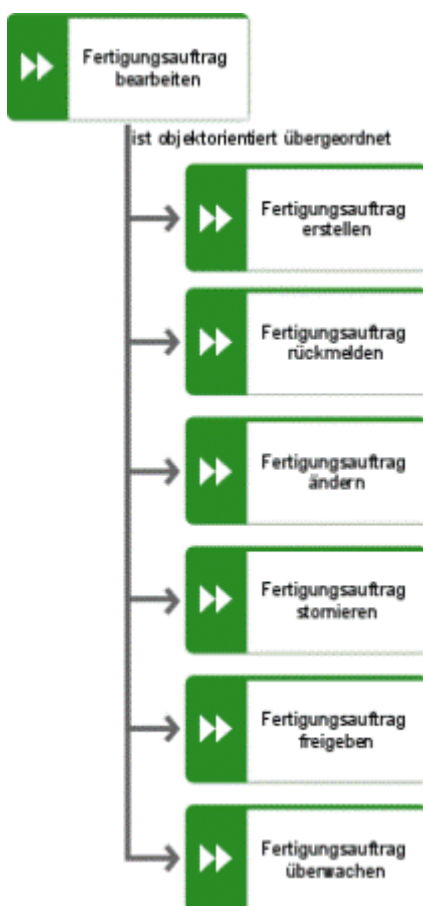 Fertigungsauftrag
bearbeiten
ist objektorientiert übergeordnet
Fertigungsauftrag
erstellen
Fertigungsauftrag
rückmelden
Fertigungsauftrag
ändern
Fertigungsauftrag
stornieren
Fertigungsauftrag
freigeben
Fertigungsauftrag
überwachen